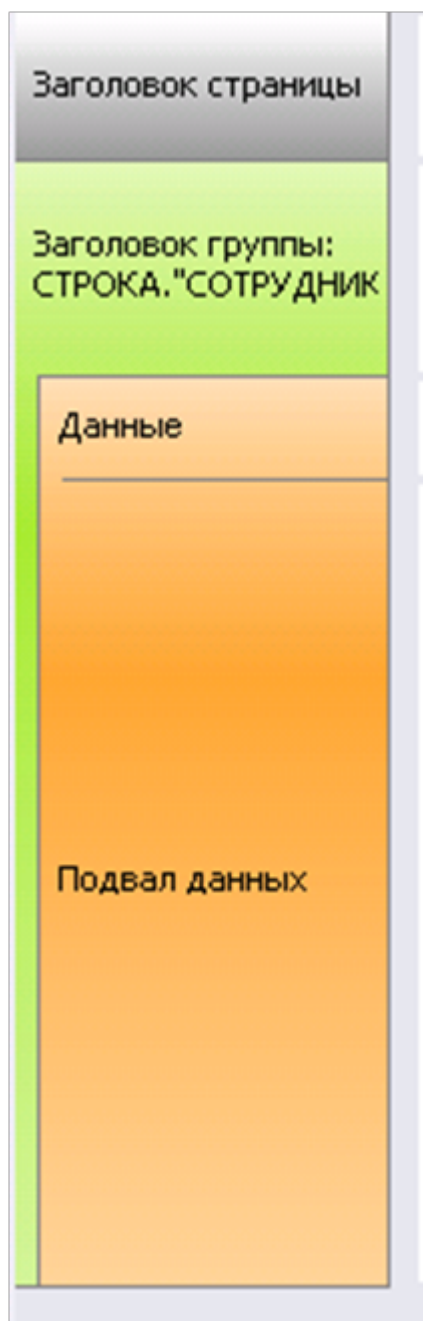 Заголовок страницы
Заголовок группы:
СТРОКА."СОТРУДНИК
Данные
Подвал данных